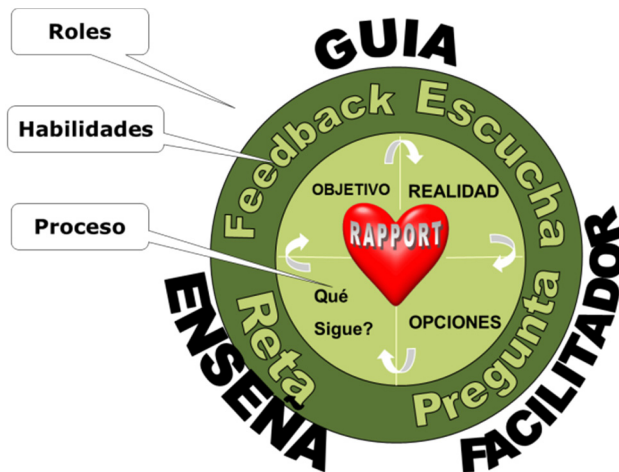 Roles
Habilidades
Proceso
GUIA
FACILITADOR
ENSEÑA
Feedback
Escucha
Pregunta
Reta
OBJETIVO
REALIDAD
RAPPORT
Qué
Sigue?
OPCIONES